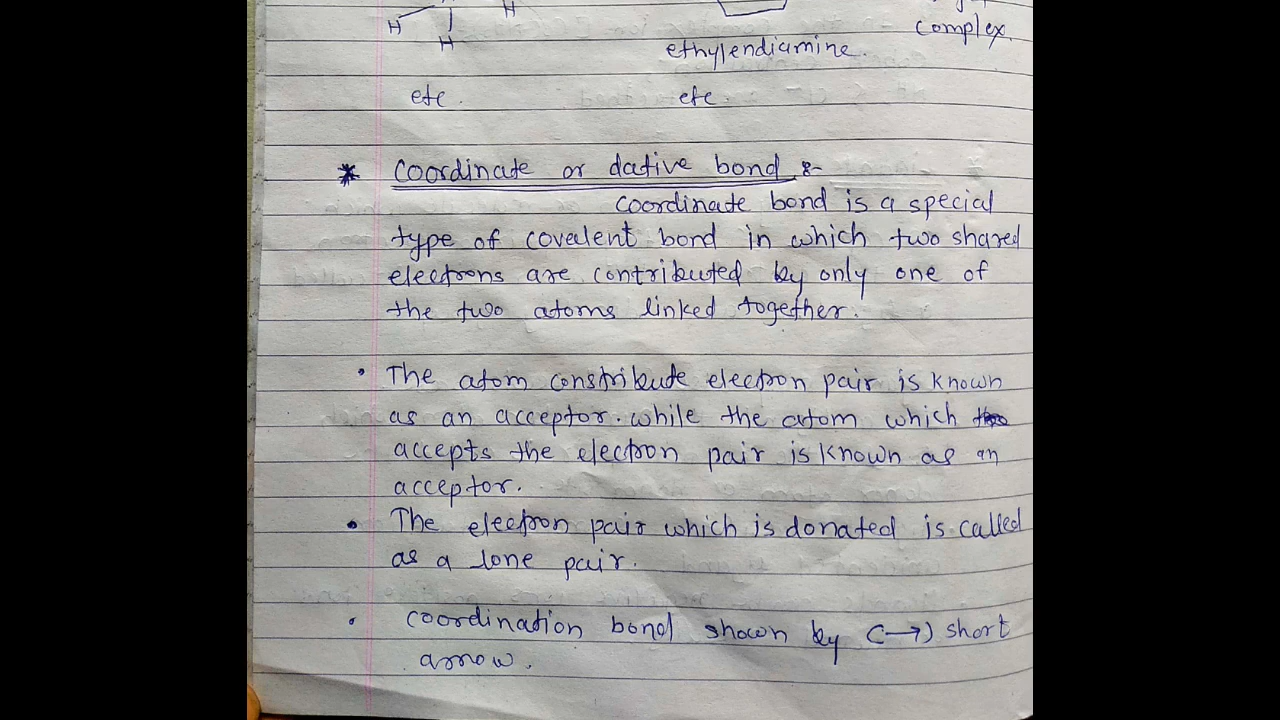 H
H
H
complex.
ethylendiamine.
etc.
etc.
* Coordinate or dative bond :-
Coordinate bond is a special
type of covalent bond in which two shared
electrons are contributed by only one of
the two atoms linked together.
• The atom constribute electron pair is known
as an acceptor. while the atom which
accepts the electron pair is known as an
acceptor.
• The electron pair which is donated is called
as a lone pair.
• Coordination bond shown by (→) short
arrow.